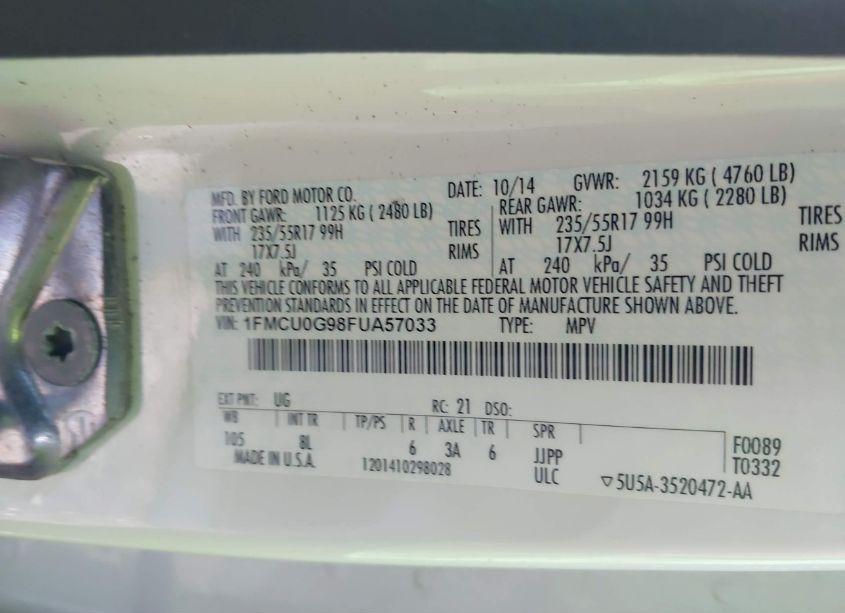 MFD. BY FORD MOTOR CO. DATE: 10/14 GVWR: 2159 KG ( 4760 LB)
FRONT GAWR: 1125 KG ( 2480 LB) REAR GAWR: 1034 KG ( 2280 LB)
WITH 235/55R17 99H TIRES WITH 235/55R17 99H TIRES
17X7.5J RIMS 17X7.5J RIMS
AT 240 kPa/ 35 PSI COLD AT 240 kPa/ 35 PSI COLD
THIS VEHICLE CONFORMS TO ALL APPLICABLE FEDERAL MOTOR VEHICLE SAFETY AND THEFT
PREVENTION STANDARDS IN EFFECT ON THE DATE OF MANUFACTURE SHOWN ABOVE.
VIN: 1FMCU0G98FUA57033 TYPE: MPV
EXT PNT: UG RC: 21 DSO:
WB INT TR TP/PS R AXLE TR SPR
105 8L 6 3A 6 JJPP F0089
MADE IN U.S.A. 1201410298028 ULC T0332
5U5A-3520472-AA